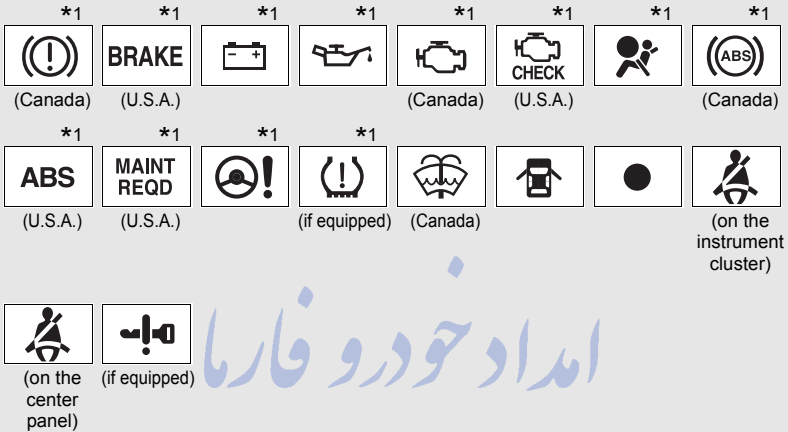 *1 *1 *1 *1 *1 *1 *1 *1
BRAKE CHECK ABS
(Canada) (U.S.A.) (Canada) (U.S.A.) (Canada)
*1 *1 *1 *1
ABS MAINT REQD
(U.S.A.) (U.S.A.) (if equipped) (Canada) (on the
instrument
cluster)
(on the
center
panel)
(if equipped)
امداد خودرو فارما